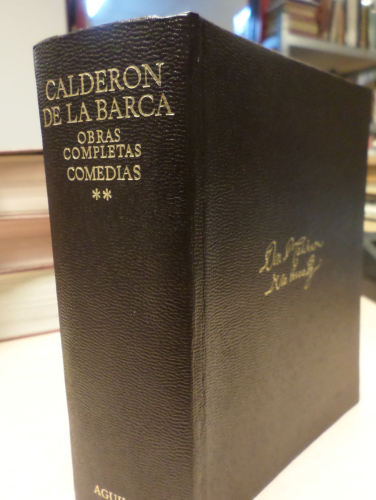 CALDERON
DE LA BARCA
OBRAS
COMPLETAS
COMEDIAS
**